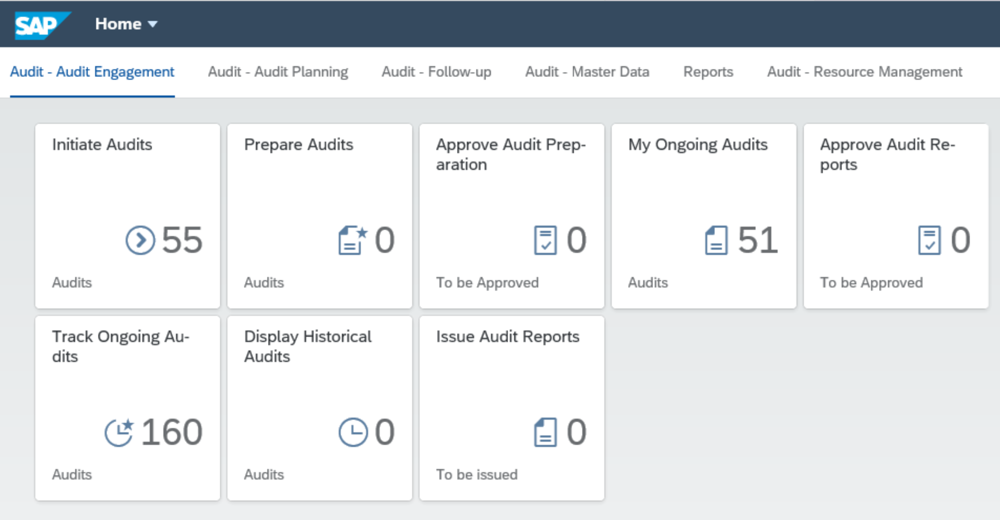 SAP Home
Audit - Audit Engagement Audit - Audit Planning Audit - Follow-up Audit - Master Data Reports Audit - Resource Management
Initiate Audits
55
Audits
Prepare Audits
0
Audits
Approve Audit Prep-
aration
0
To be Approved
My Ongoing Audits
51
Audits
Approve Audit Re-
ports
0
To be Approved
Track Ongoing Au-
dits
160
Audits
Display Historical
Audits
0
Audits
Issue Audit Reports
0
To be issued